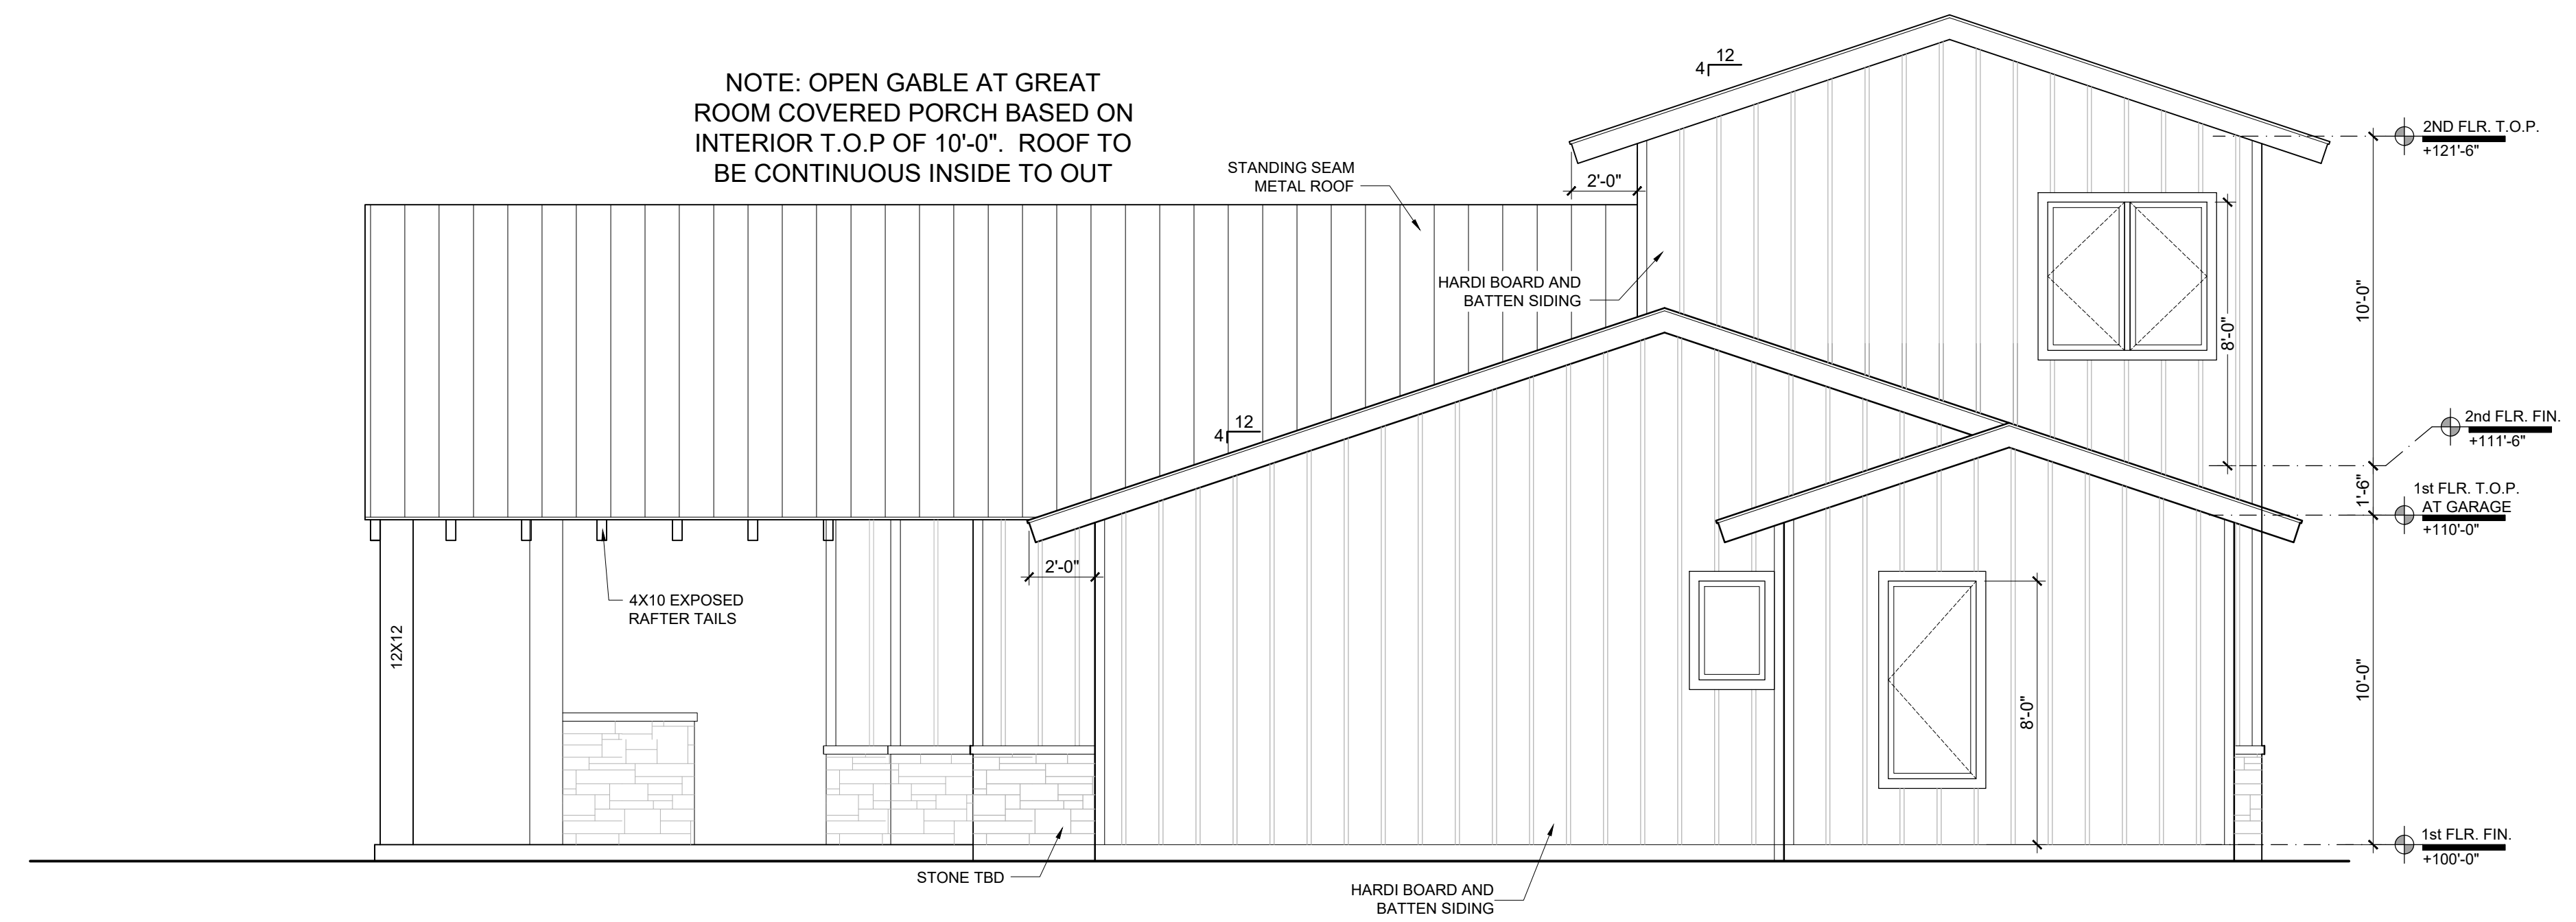 NOTE: OPEN GABLE AT GREAT
ROOM COVERED PORCH BASED ON
INTERIOR T.O.P OF 10'-0".  ROOF TO
BE CONTINUOUS INSIDE TO OUT
STANDING SEAM
METAL ROOF
12
4
2'-0"
HARDI BOARD AND
BATTEN SIDING
2ND FLR. T.O.P.
+121'-6"
10'-0"
8'-0"
2nd FLR. FIN.
+111'-6"
1'-6"
1st FLR. T.O.P.
AT GARAGE
+110'-0"
12
4
2'-0"
4X10 EXPOSED
RAFTER TAILS
12X12
8'-0"
10'-0"
1st FLR. FIN.
+100'-0"
STONE TBD
HARDI BOARD AND
BATTEN SIDING